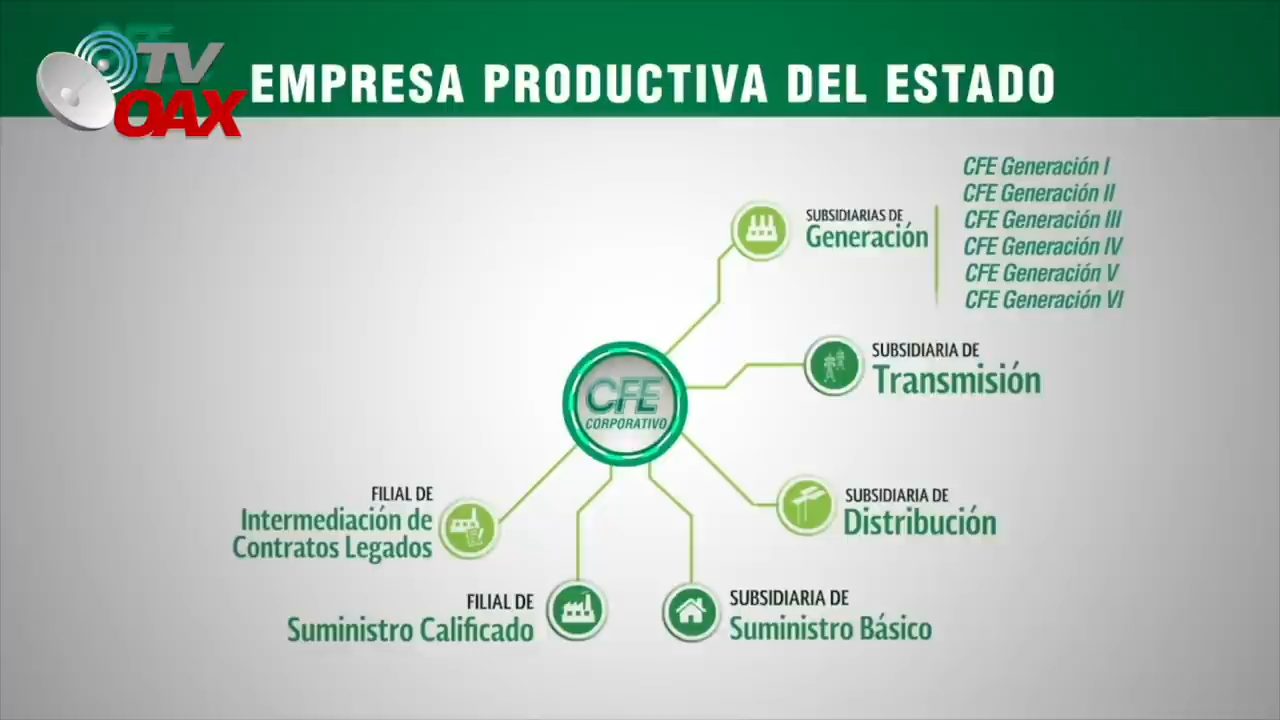 CFE
TV
OAX
EMPRESA PRODUCTIVA DEL ESTADO
SUBSIDIARIAS DE
Generación
CFE Generación I
CFE Generación II
CFE Generación III
CFE Generación IV
CFE Generación V
CFE Generación VI
SUBSIDIARIA DE
Transmisión
CFE
CORPORATIVO
FILIAL DE
Intermediación de
Contratos Legados
SUBSIDIARIA DE
Distribución
FILIAL DE
Suministro Calificado
SUBSIDIARIA DE
Suministro Básico